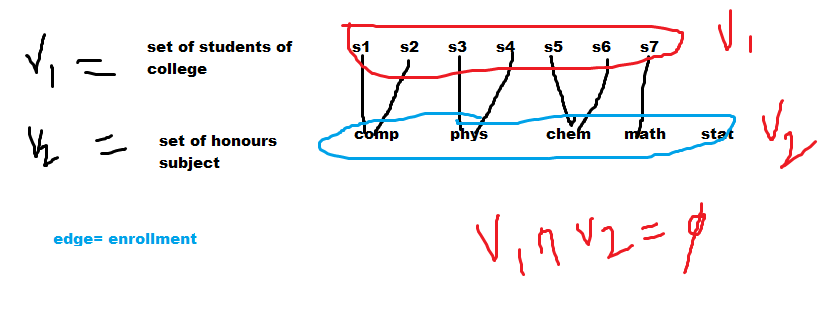 V₁ = set of students of
college
s1 s2 s3 s4 s5 s6 s7 V₁
V₂ = set of honours
subject
comp phys chem math stat V₂
edge= enrollment
V₁ ∩ V₂ = ϕ